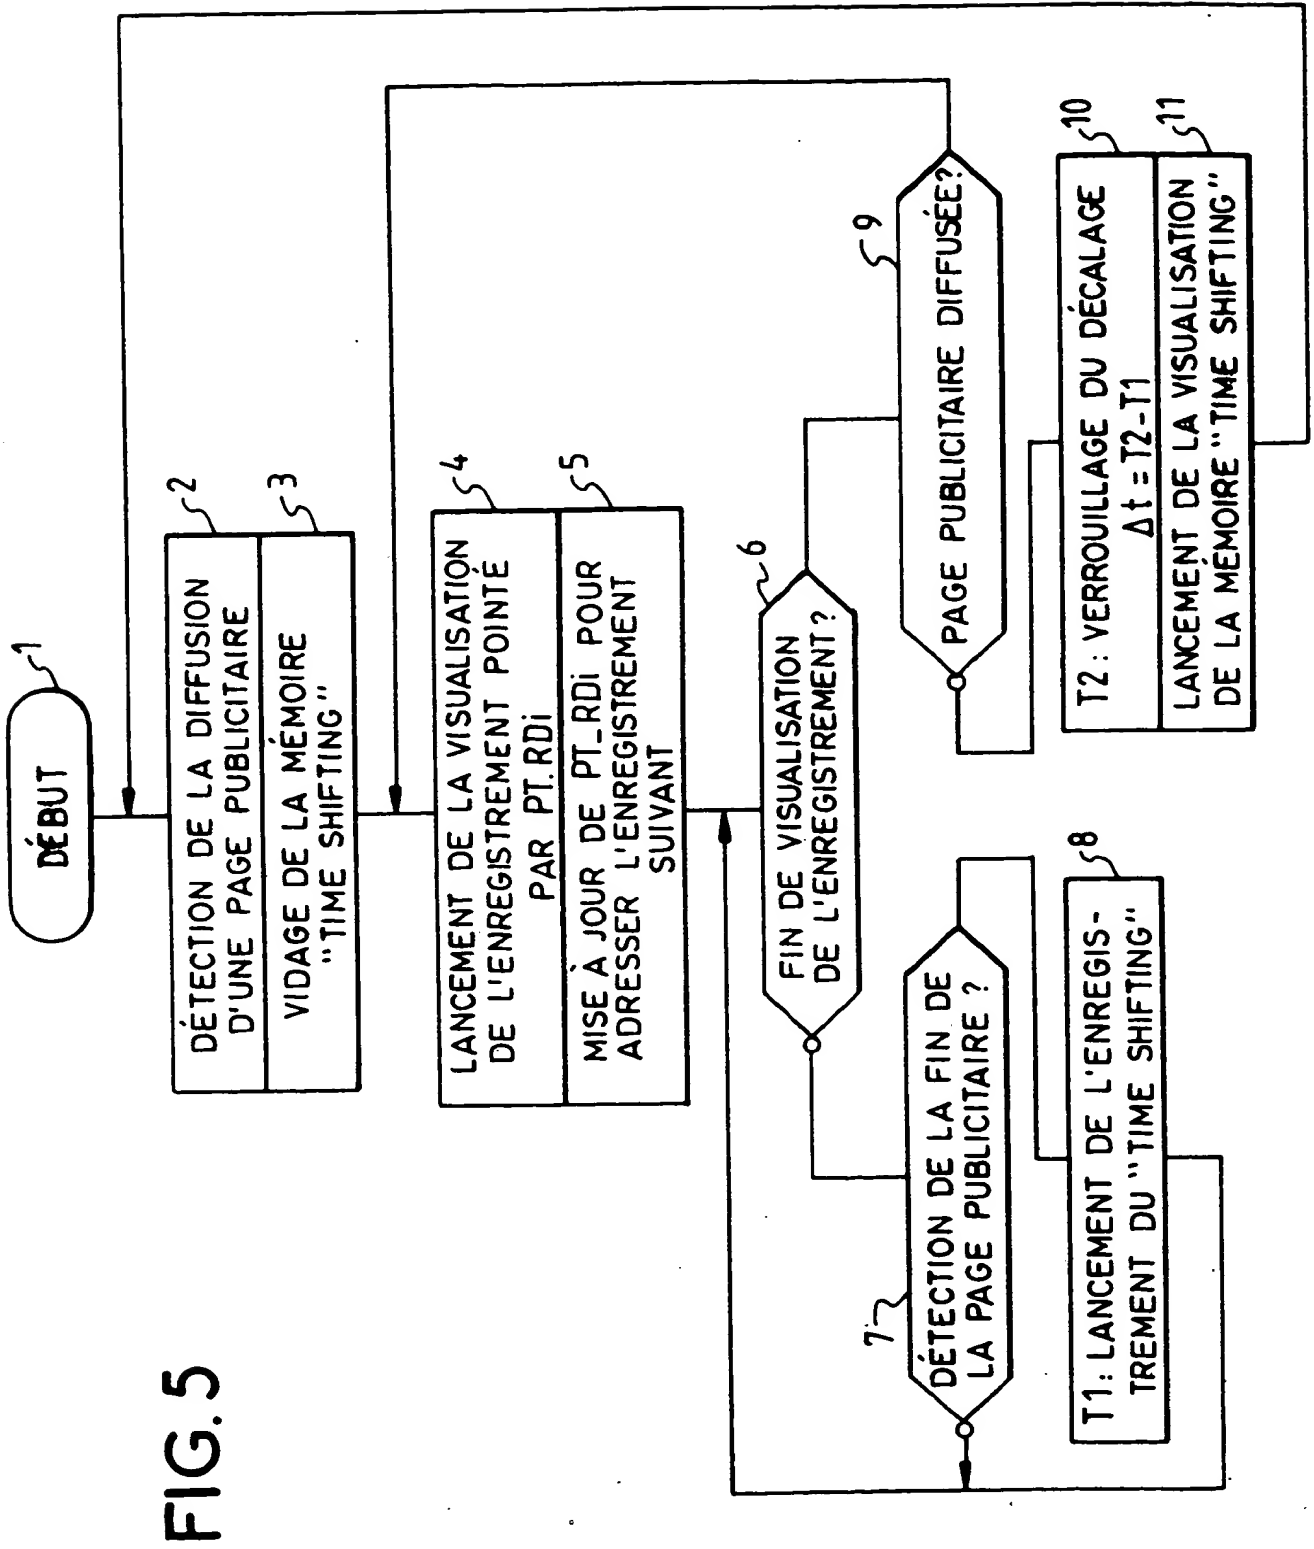 FIG. 5
DÉBUT
1
DÉTECTION DE LA DIFFUSION
D'UNE PAGE PUBLICITAIRE
2
VIDAGE DE LA MÉMOIRE
"TIME SHIFTING"
3
LANCEMENT DE LA VISUALISATION
DE L'ENREGISTREMENT POINTÉ
PAR PT.RDi
4
MISE À JOUR DE PT_RDi POUR
ADRESSER L'ENREGISTREMENT
SUIVANT
5
FIN DE VISUALISATION
DE L'ENREGISTREMENT?
6
7
DÉTECTION DE LA FIN DE
LA PAGE PUBLICITAIRE ?
T1: LANCEMENT DE L'ENREGIS-
TREMENT DU "TIME SHIFTING"
8
PAGE PUBLICITAIRE DIFFUSÉE?
9
T2: VERROUILLAGE DU DÉCALAGE
Δt = T2-T1
10
LANCEMENT DE LA VISUALISATION
DE LA MÉMOIRE "TIME SHIFTING"
11